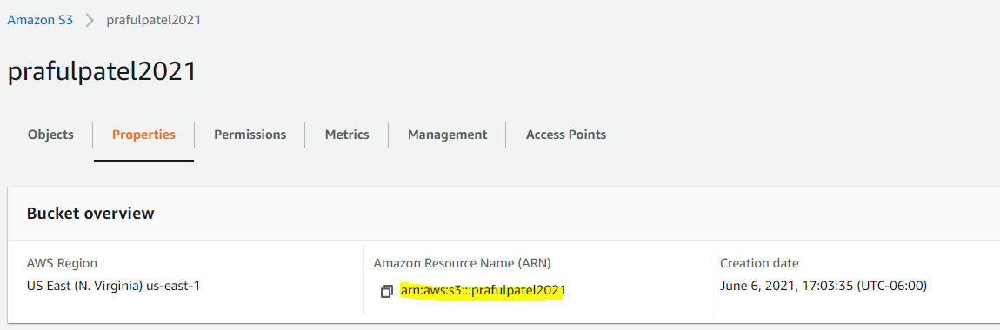 Amazon S3 > prafulpatel2021
prafulpatel2021
Objects Properties Permissions Metrics Management Access Points
Bucket overview
AWS Region Amazon Resource Name (ARN) Creation date
US East (N. Virginia) us-east-1 arn:aws:s3:::prafulpatel2021 June 6, 2021, 17:03:35 (UTC-06:00)